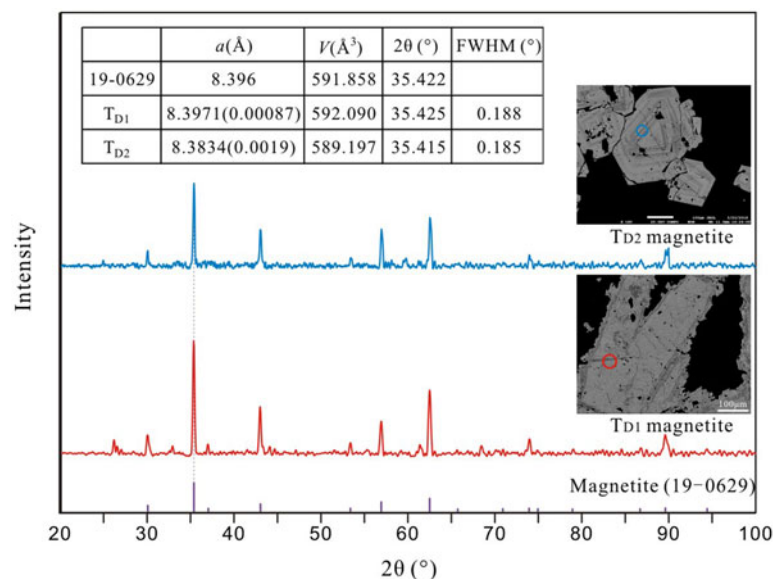 a(Å) V(Å³) 2θ (°) FWHM (°)
19-0629 8.396 591.858 35.422
TD1 8.3971(0.00087) 592.090 35.425 0.188
TD2 8.3834(0.0019) 589.197 35.415 0.185
TD2 magnetite
100μm
TD1 magnetite
Magnetite (19-0629)
Intensity
20 30 40 50 60 70 80 90 100
2θ (°)